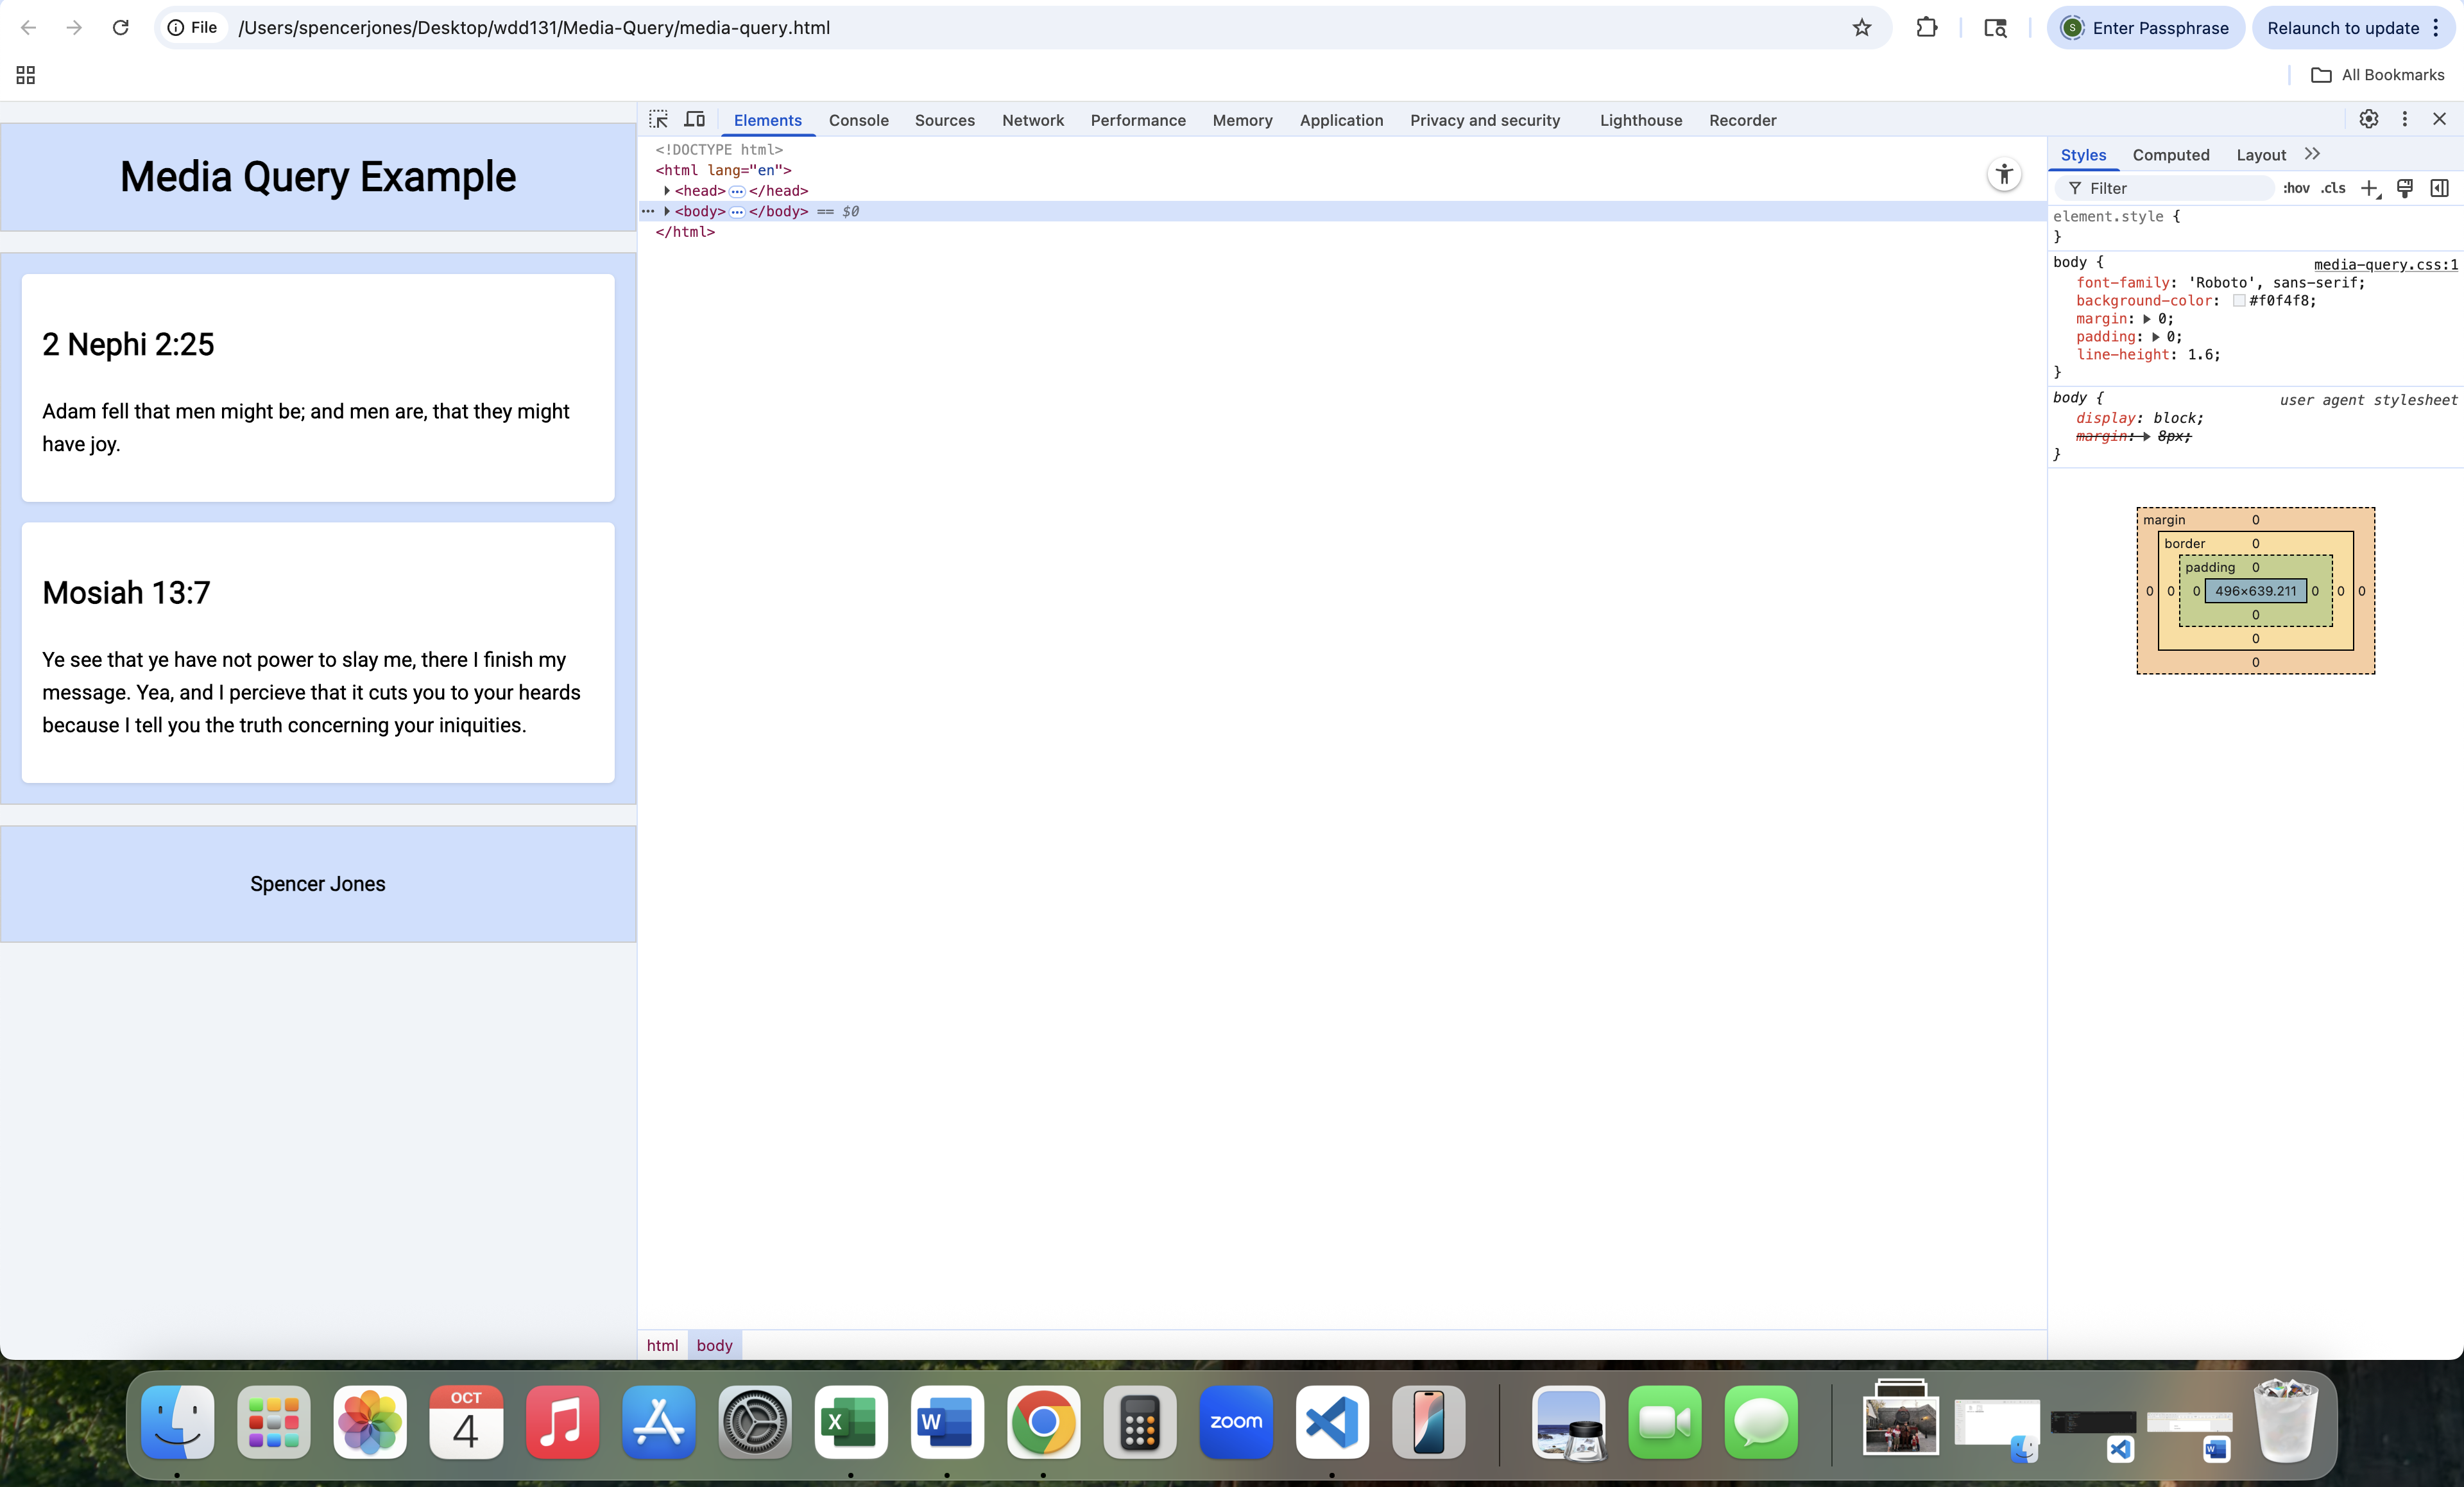 File /Users/spencerjones/Desktop/wdd131/Media-Query/media-query.html
S Enter Passphrase
Relaunch to update
All Bookmarks
Media Query Example
2 Nephi 2:25
Adam fell that men might be; and men are, that they might
have joy.
Mosiah 13:7
Ye see that ye have not power to slay me, there I finish my
message. Yea, and I percieve that it cuts you to your heards
because I tell you the truth concerning your iniquities.
Spencer Jones
Elements Console Sources Network Performance Memory Application Privacy and security Lighthouse Recorder
<!DOCTYPE html>
<html lang="en">
<head> … </head>
… <body> … </body> == $0
</html>
html body
Styles Computed Layout
Filter :hov .cls
element.style {
}
body { media-query.css:1
font-family: 'Roboto', sans-serif;
background-color: #f0f4f8;
margin: 0;
padding: 0;
line-height: 1.6;
}
body { user agent stylesheet
display: block;
margin: 8px;
}
margin 0
border 0
padding 0
0 0 0 496×639.211 0 0 0
0
0
0
OCT
4
X
W
zoom
W